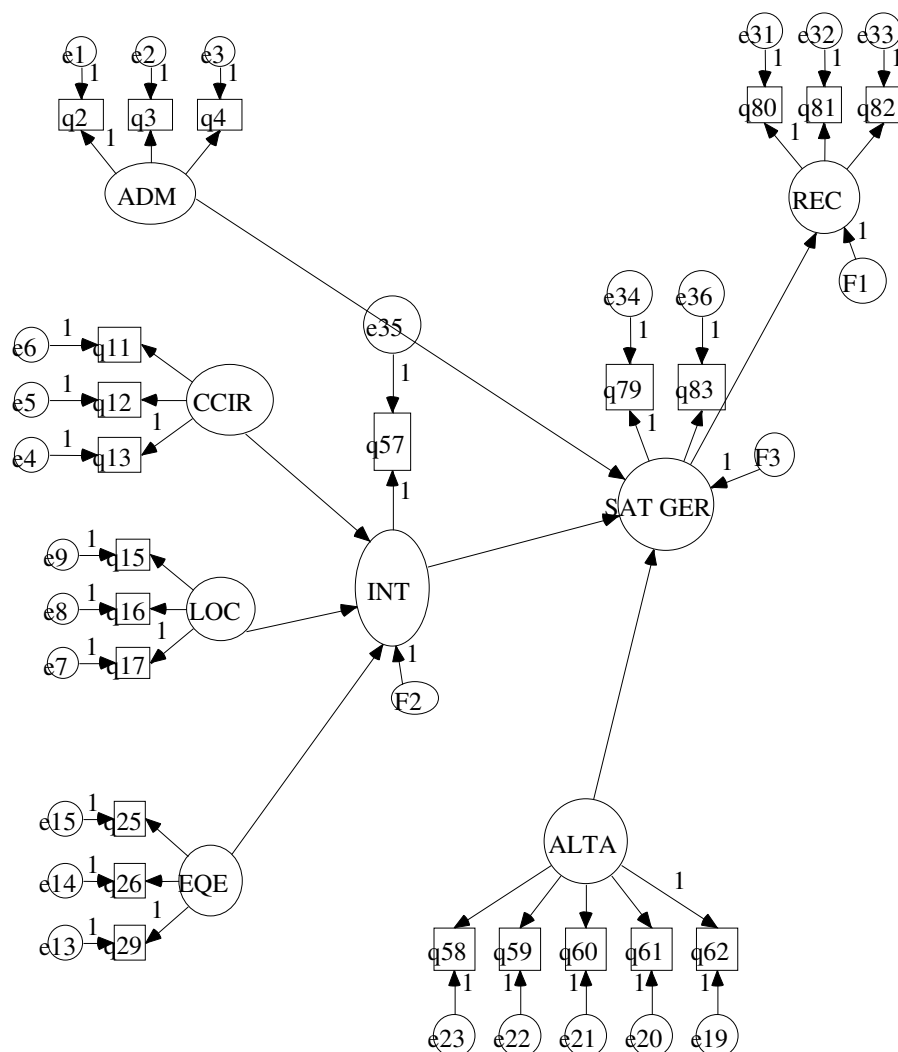 e1 e2 e3
1 1 1
q2 q3 q4
1
ADM
e31 e32 e33
1 1 1
q80 q81 q82
1
REC
1
F1
e34 e36
1 1
q79 q83
1
e35
1
q57
1
e6 1 q11
e5 1 q12
e4 1 q13
1
CCIR
SAT GER
1 F3
e9 1 q15
e8 1 q16
e7 1 q17
1
LOC
INT
1
F2
e15 1 q25
e14 1 q26
e13 1 q29
1
EQE
ALTA
1
q58 q59 q60 q61 q62
1 1 1 1 1
e23 e22 e21 e20 e19